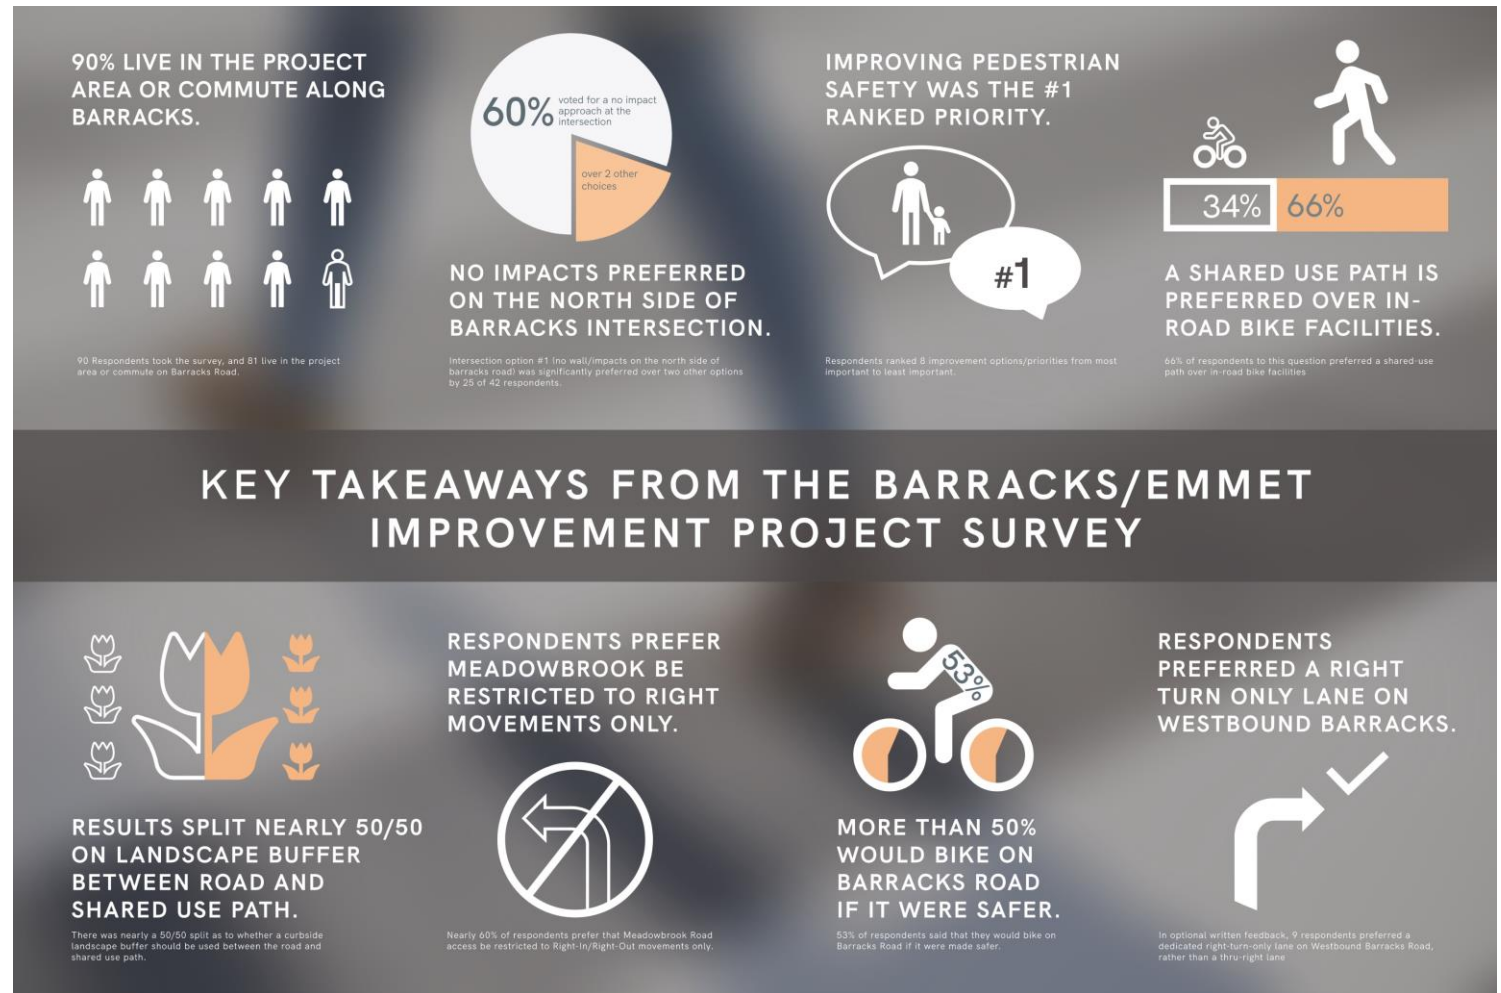 90% LIVE IN THE PROJECT
AREA OR COMMUTE ALONG
BARRACKS.
90 Respondents took the survey, and 81 live in the project
area or commute on Barracks Road.
60%
voted for a no impact
approach at the
intersection
over 2 other
choices
NO IMPACTS PREFERRED
ON THE NORTH SIDE OF
BARRACKS INTERSECTION.
Intersection option #1 (no wall/impacts on the north side of
barracks road) was significantly preferred over two other options
by 25 of 42 respondents.
IMPROVING PEDESTRIAN
SAFETY WAS THE #1
RANKED PRIORITY.
#1
Respondents ranked 8 improvement options/priorities from most
important to least important.
34%
66%
A SHARED USE PATH IS
PREFERRED OVER IN-
ROAD BIKE FACILITIES.
66% of respondents to this question preferred a shared-use
path over in-road bike facilities
KEY TAKEAWAYS FROM THE BARRACKS/EMMET
IMPROVEMENT PROJECT SURVEY
RESULTS SPLIT NEARLY 50/50
ON LANDSCAPE BUFFER
BETWEEN ROAD AND
SHARED USE PATH.
There was nearly a 50/50 split as to whether a curbside
landscape buffer should be used between the road and
shared use path.
RESPONDENTS PREFER
MEADOWBROOK BE
RESTRICTED TO RIGHT
MOVEMENTS ONLY.
Nearly 60% of respondents prefer that Meadowbrook Road
access be restricted to Right-In/Right-Out movements only.
53%
MORE THAN 50%
WOULD BIKE ON
BARRACKS ROAD
IF IT WERE SAFER.
53% of respondents said that they would bike on
Barracks Road if it were made safer.
RESPONDENTS
PREFERRED A RIGHT
TURN ONLY LANE ON
WESTBOUND BARRACKS.
In optional written feedback, 9 respondents preferred a
dedicated right-turn-only lane on Westbound Barracks Road,
rather than a thru-right lane